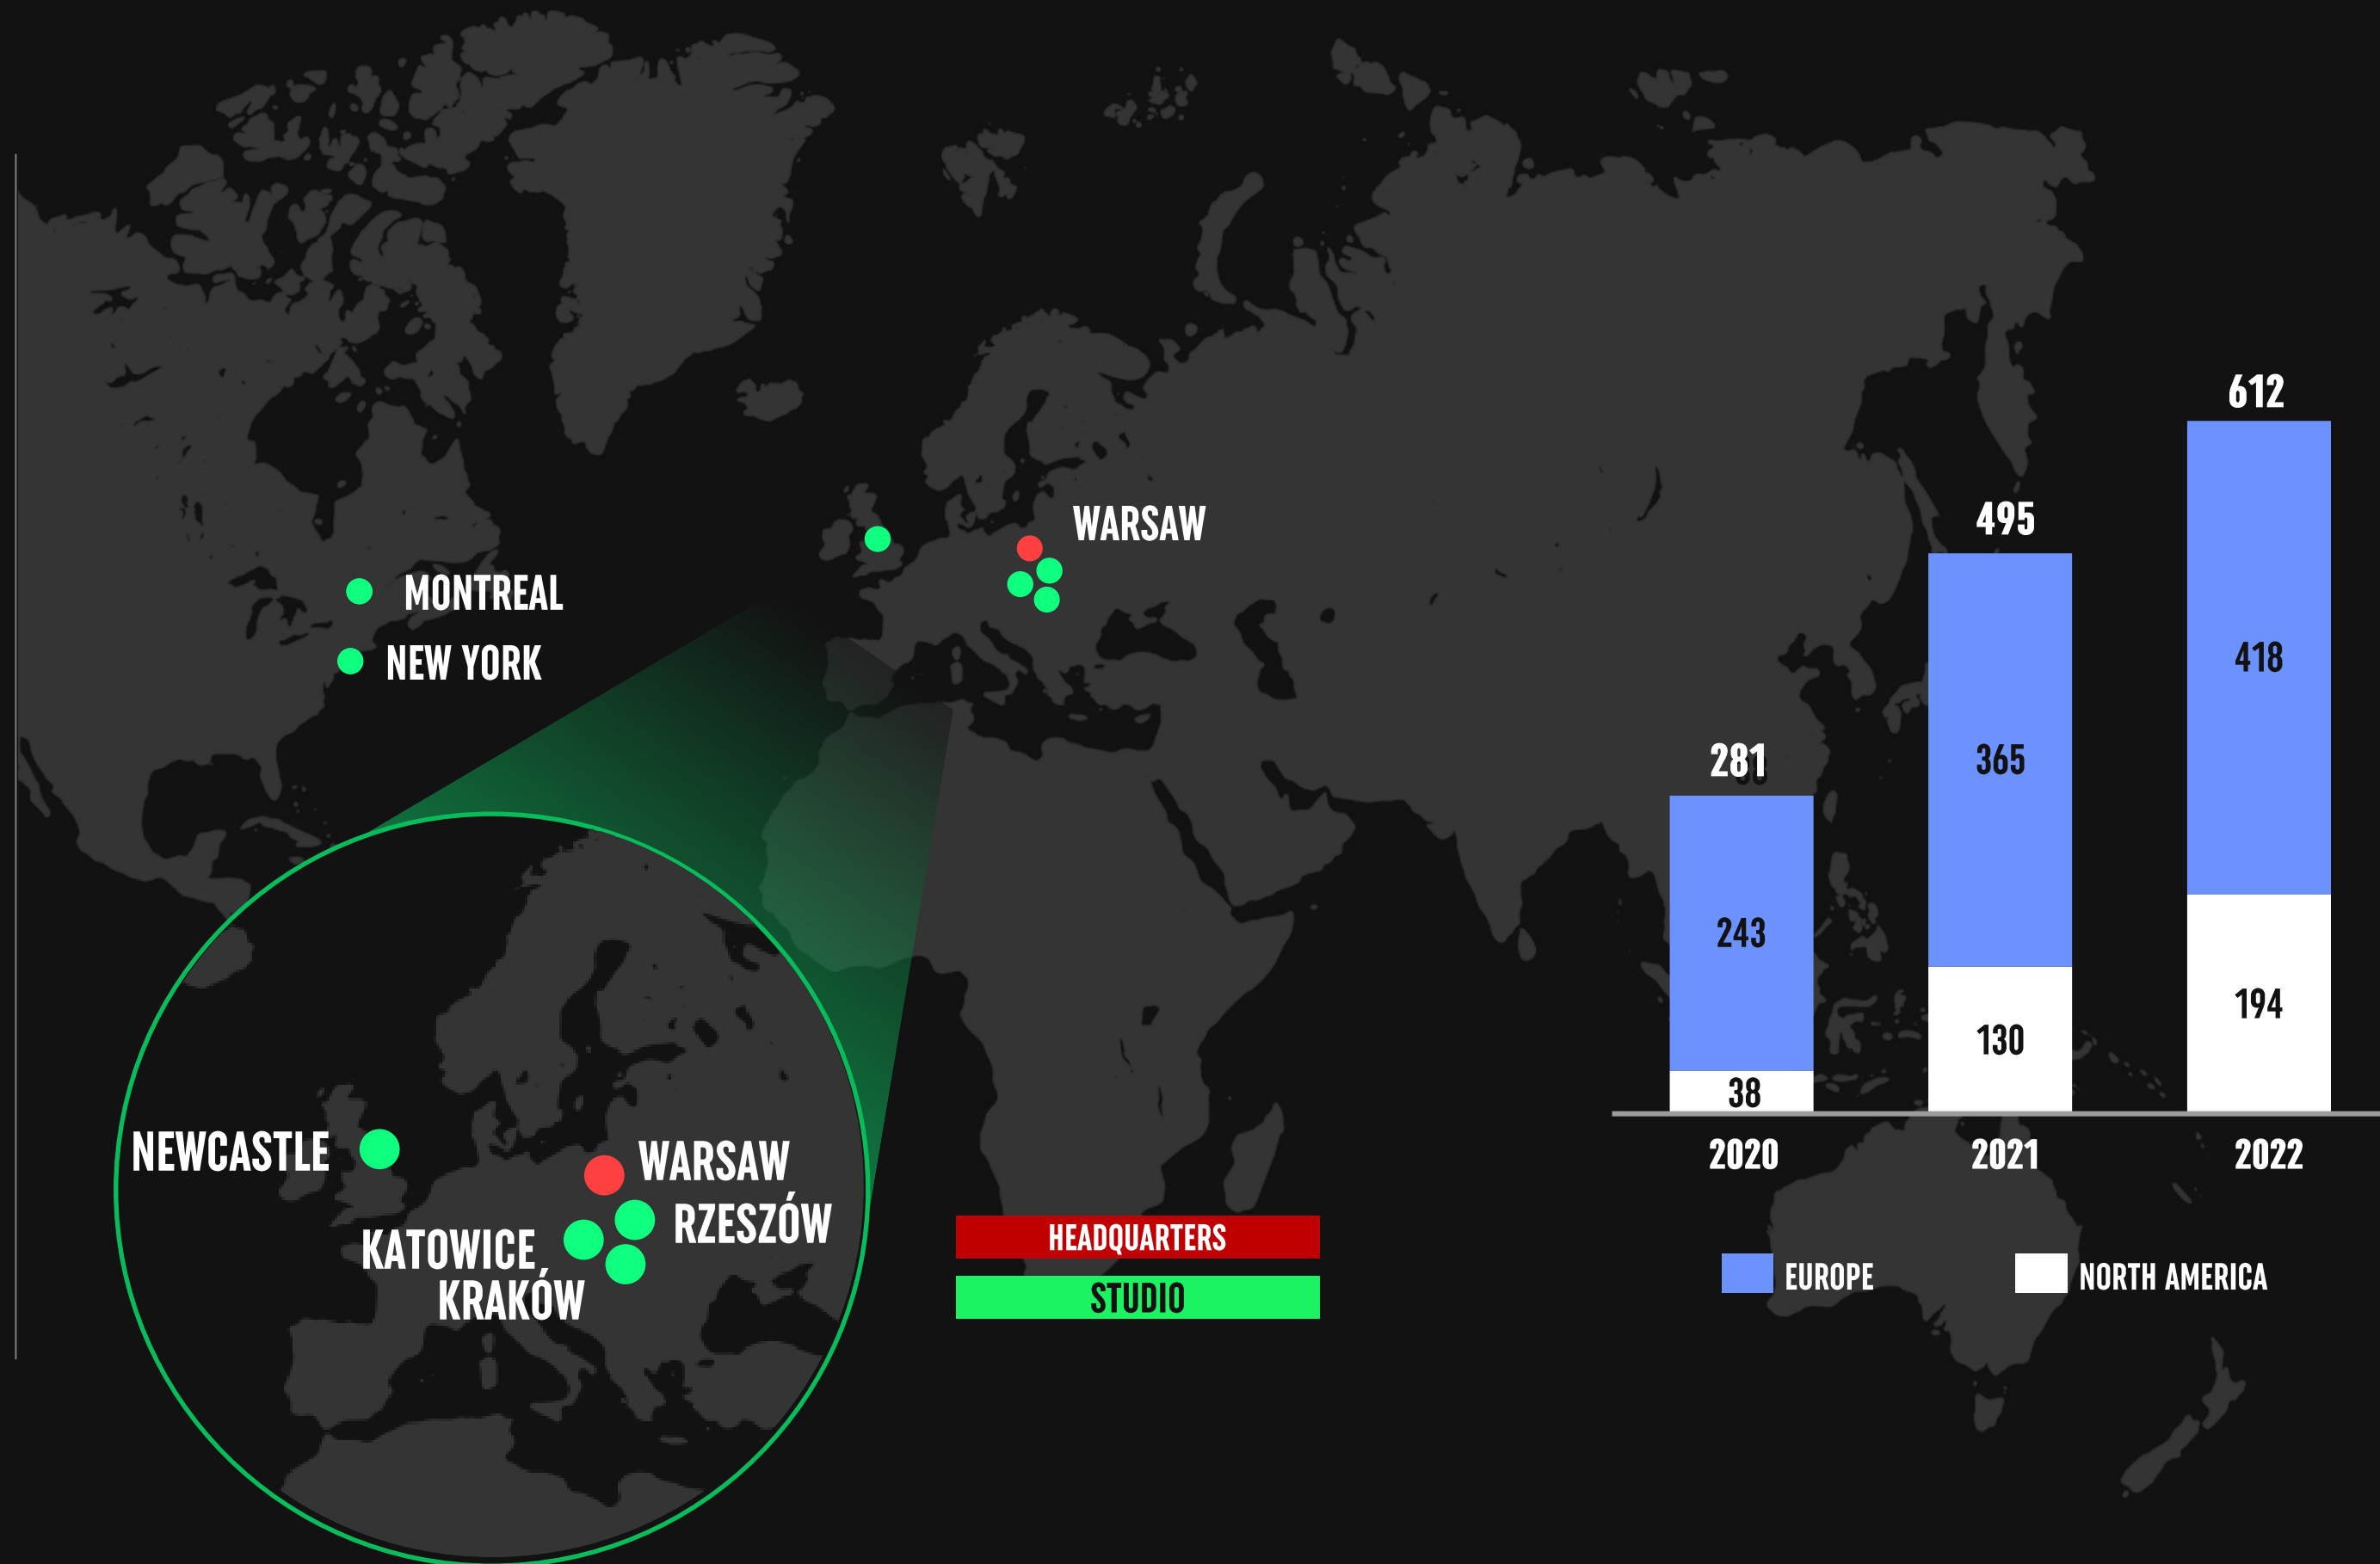 WARSAW
MONTREAL
NEW YORK
NEWCASTLE
WARSAW
RZESZÓW
KATOWICE
KRAKÓW
HEADQUARTERS
STUDIO
612
495
418
281
365
243
194
130
38
2020
2021
2022
EUROPE
NORTH AMERICA